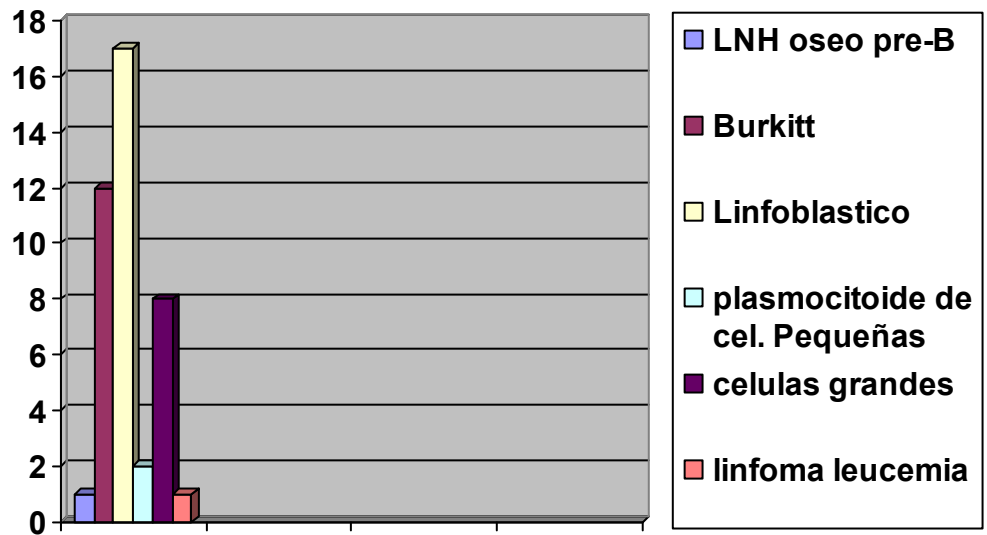 18
16
14
12
10
8
6
4
2
0
LNH oseo pre-B
Burkitt
Linfoblastico
plasmocitoide de
cel. Pequeñas
celulas grandes
linfoma leucemia